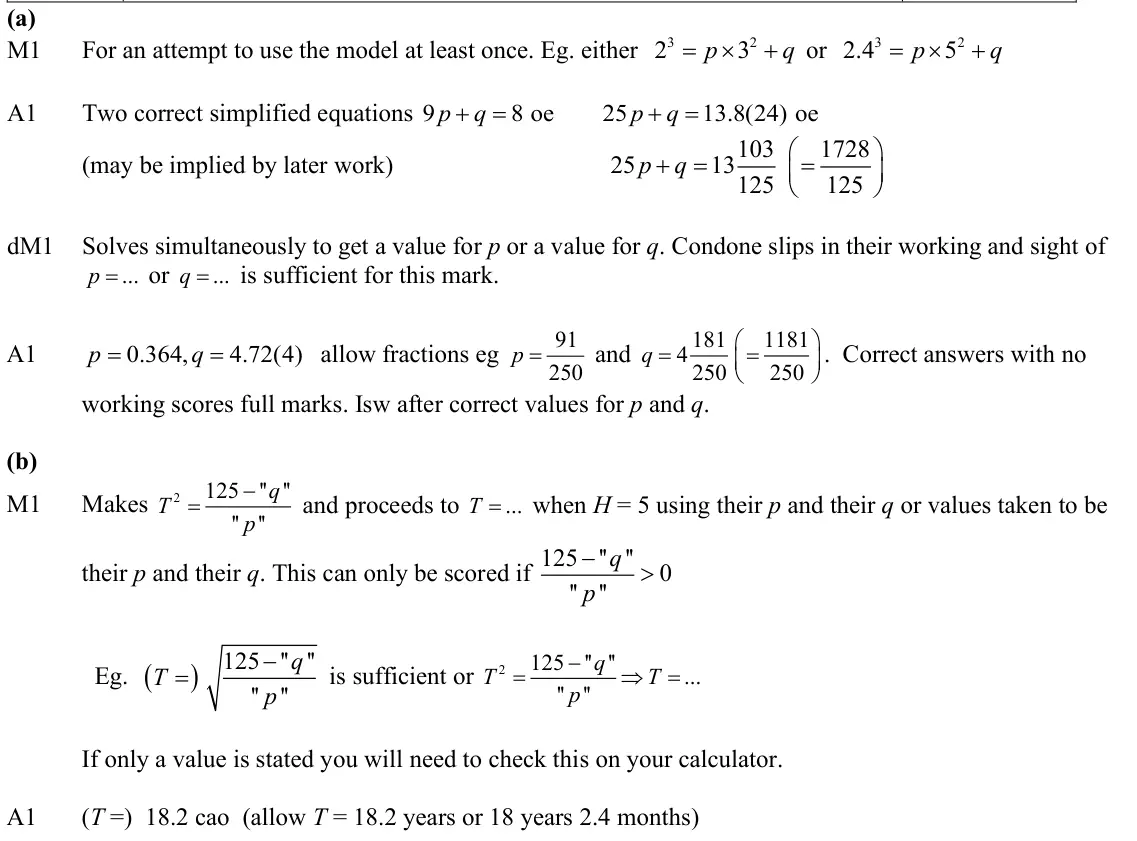 (a)
M1 For an attempt to use the model at least once. Eg. either 2³ = p×3² + q or 2.4³ = p×5² + q
A1 Two correct simplified equations 9p + q = 8 oe 25p + q = 13.8(24) oe
(may be implied by later work) 25p + q = 13 103/125 (= 1728/125)
dM1 Solves simultaneously to get a value for p or a value for q. Condone slips in their working and sight of
p = ... or q = ... is sufficient for this mark.
A1 p = 0.364, q = 4.72(4) allow fractions eg p = 91/250 and q = 4 181/250 (= 1181/250). Correct answers with no
working scores full marks. Isw after correct values for p and q.
(b)
M1 Makes T² = (125 − "q")/"p" and proceeds to T = ... when H = 5 using their p and their q or values taken to be
their p and their q. This can only be scored if (125 − "q")/"p" > 0
Eg. (T =) √((125 − "q")/"p") is sufficient or T² = (125 − "q")/"p" ⇒ T = ...
If only a value is stated you will need to check this on your calculator.
A1 (T =) 18.2 cao (allow T = 18.2 years or 18 years 2.4 months)